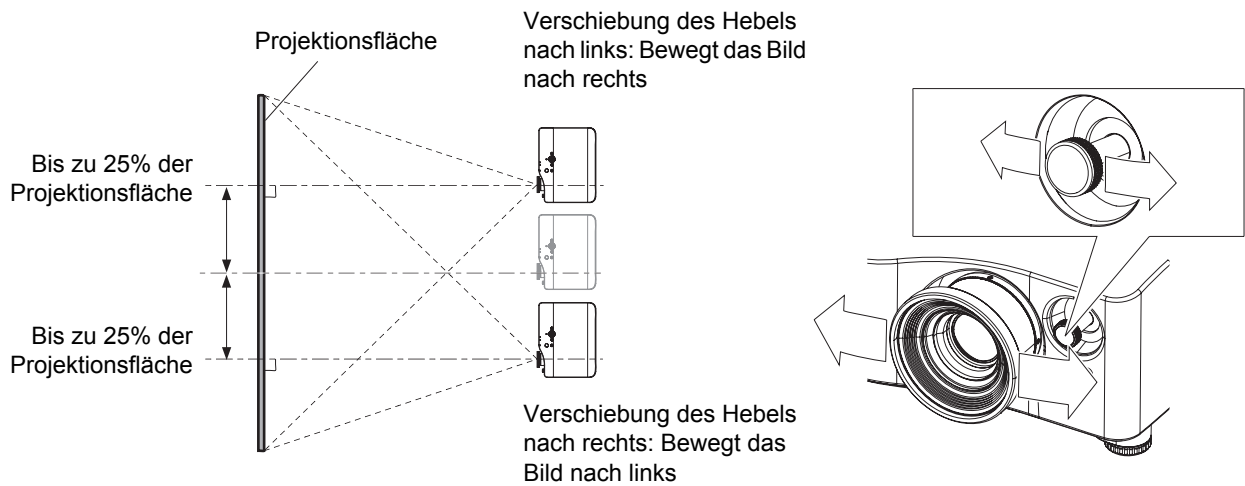 Verschiebung des Hebels
nach links: Bewegt das Bild
nach rechts
Projektionsfläche
Bis zu 25% der
Projektionsfläche
Bis zu 25% der
Projektionsfläche
Verschiebung des Hebels
nach rechts: Bewegt das
Bild nach links